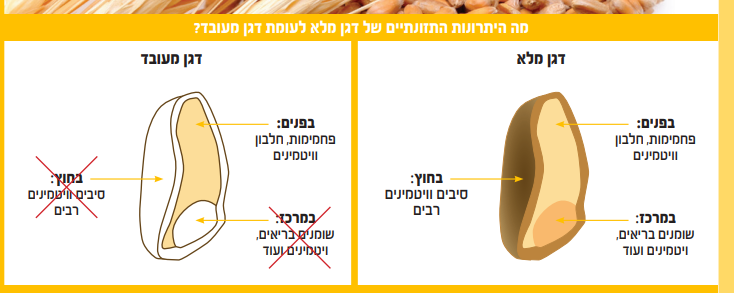 מה היתרונות התזונתיים של דגן מלא לעומת דגן מעובד?
דגן מלא
בפנים:
פחמימות, חלבון
וויטמינים
בחוץ:
סיבים וויטמינים
רבים
במרכז:
שומנים בריאים,
ויטמינים ועוד
דגן מעובד
בפנים:
פחמימות, חלבון
וויטמינים
בחוץ:
סיבים וויטמינים
רבים
במרכז:
שומנים בריאים,
ויטמינים ועוד